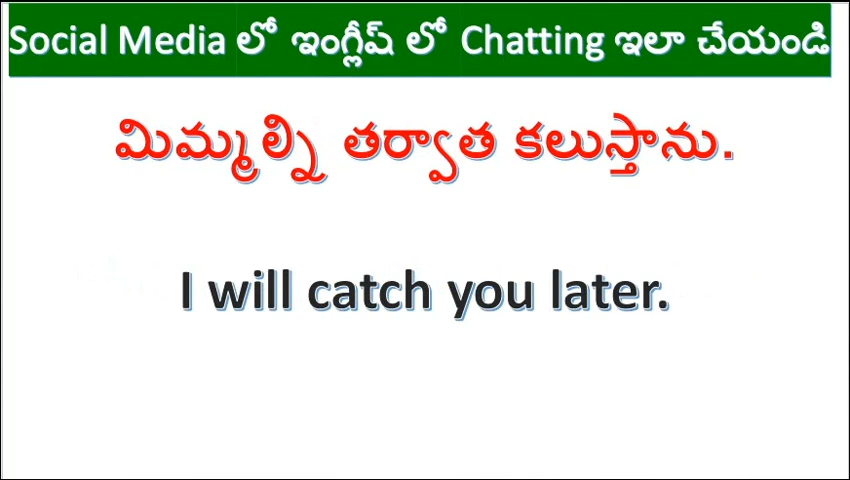 Social Media లో ఇంగ్లీష్ లో Chatting ఇలా చేయండి
మిమ్మల్ని తర్వాత కలుస్తాను.
I will catch you later.